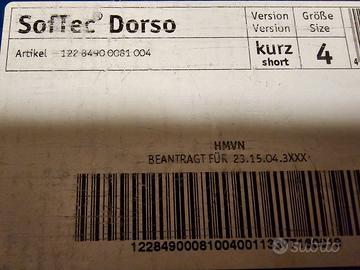 SofTec® Dorso
Version Größe
Version Size
Artikel 122 8490 0081 004
kurz
short
4
HMVN
BEANTRAGT FÜR 23.15.04.3XXX
subito